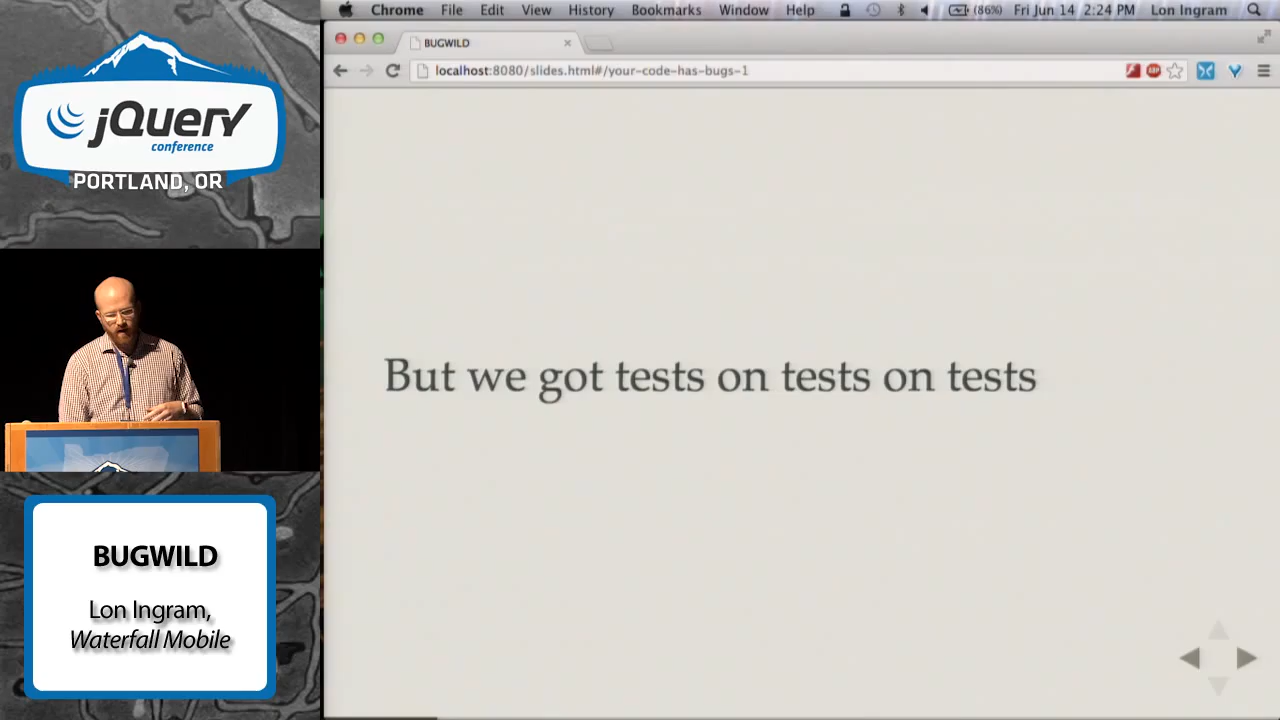 jQuery
conference
PORTLAND, OR
BUGWILD
Lon Ingram,
Waterfall Mobile
Chrome File Edit View History Bookmarks Window Help (86%) Fri Jun 14 2:24 PM Lon Ingram
BUGWILD
localhost:8080/slides.html#/your-code-has-bugs-1
ABP
But we got tests on tests on tests